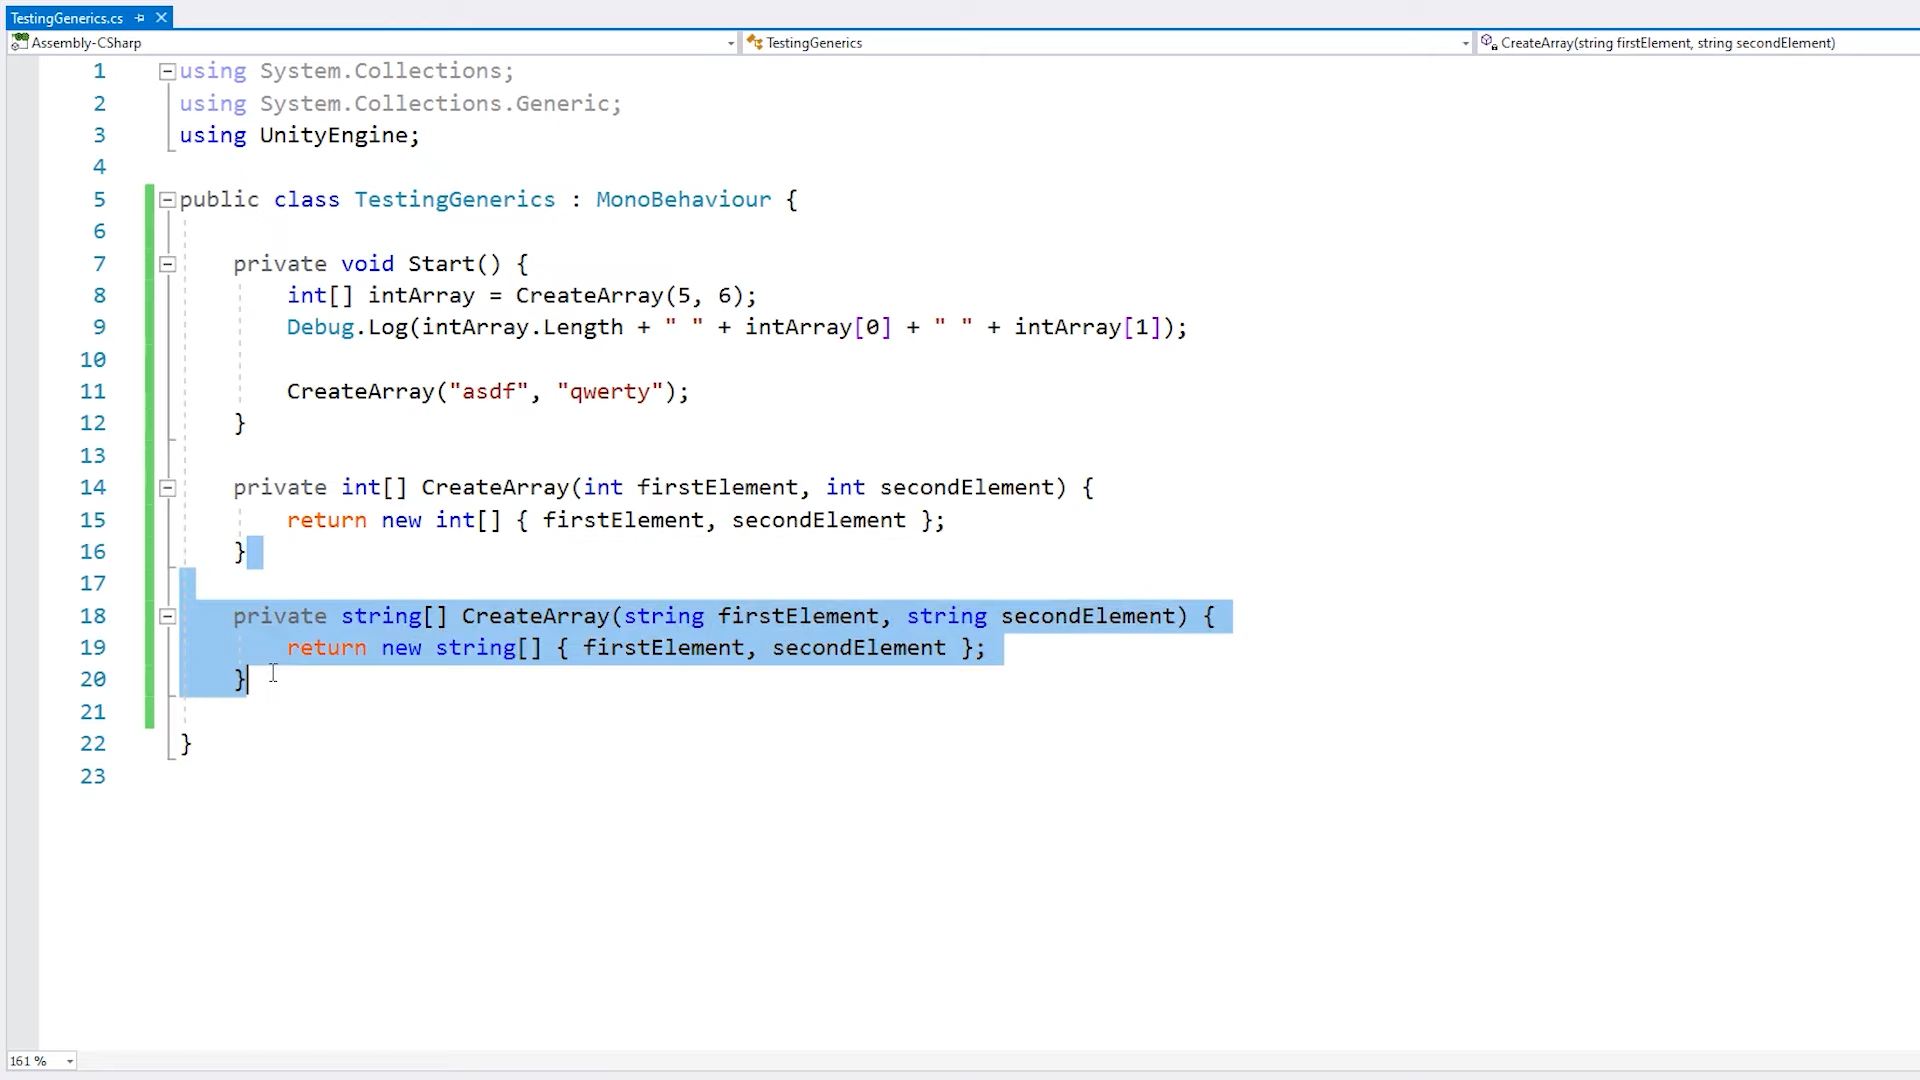 TestingGenerics.cs
Assembly-CSharp
TestingGenerics
CreateArray(string firstElement, string secondElement)
1 using System.Collections;
2 using System.Collections.Generic;
3 using UnityEngine;
4
5 public class TestingGenerics : MonoBehaviour {
6
7 private void Start() {
8 int[] intArray = CreateArray(5, 6);
9 Debug.Log(intArray.Length + " " + intArray[0] + " " + intArray[1]);
10
11 CreateArray("asdf", "qwerty");
12 }
13
14 private int[] CreateArray(int firstElement, int secondElement) {
15 return new int[] { firstElement, secondElement };
16 }
17
18 private string[] CreateArray(string firstElement, string secondElement) {
19 return new string[] { firstElement, secondElement };
20 }
21
22 }
23
161 %